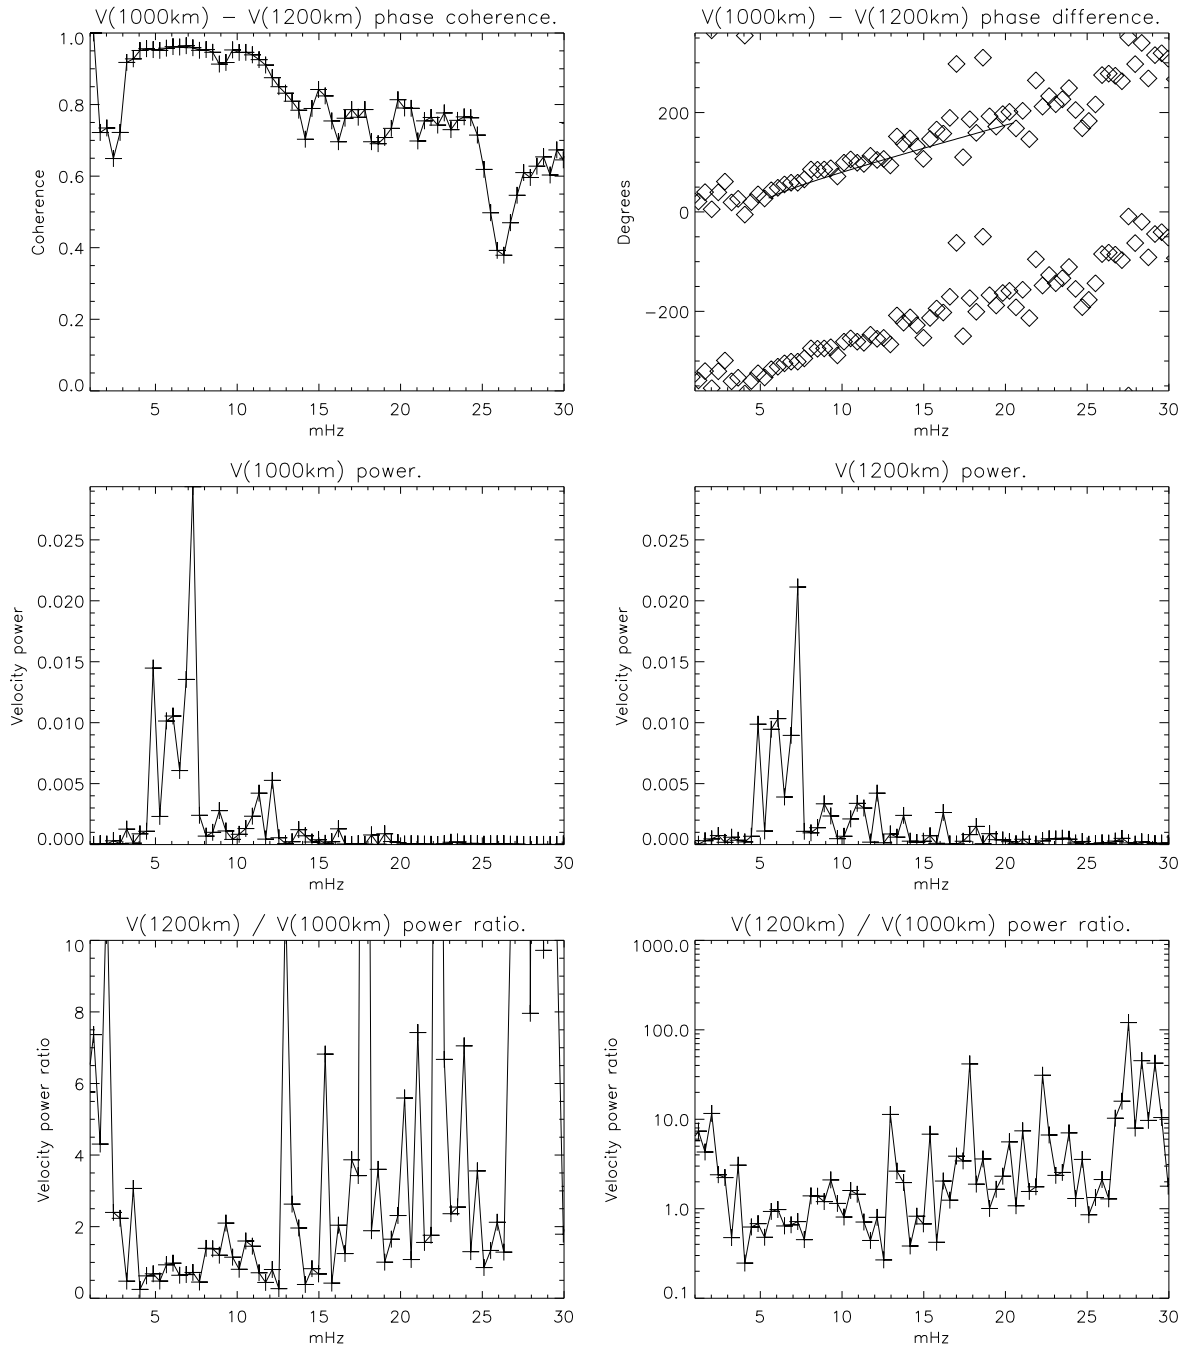 V(1000km) − V(1200km) phase coherence.
1.0
0.8
0.6
0.4
0.2
0.0
Coherence
5 10 15 20 25 30
mHz
V(1000km) − V(1200km) phase difference.
200
0
−200
Degrees
5 10 15 20 25 30
mHz
V(1000km) power.
0.025
0.020
0.015
0.010
0.005
0.000
Velocity power
5 10 15 20 25 30
mHz
V(1200km) power.
0.025
0.020
0.015
0.010
0.005
0.000
Velocity power
5 10 15 20 25 30
mHz
V(1200km) / V(1000km) power ratio.
10
8
6
4
2
0
Velocity power ratio
5 10 15 20 25 30
mHz
V(1200km) / V(1000km) power ratio.
1000.0
100.0
10.0
1.0
0.1
Velocity power ratio
5 10 15 20 25 30
mHz